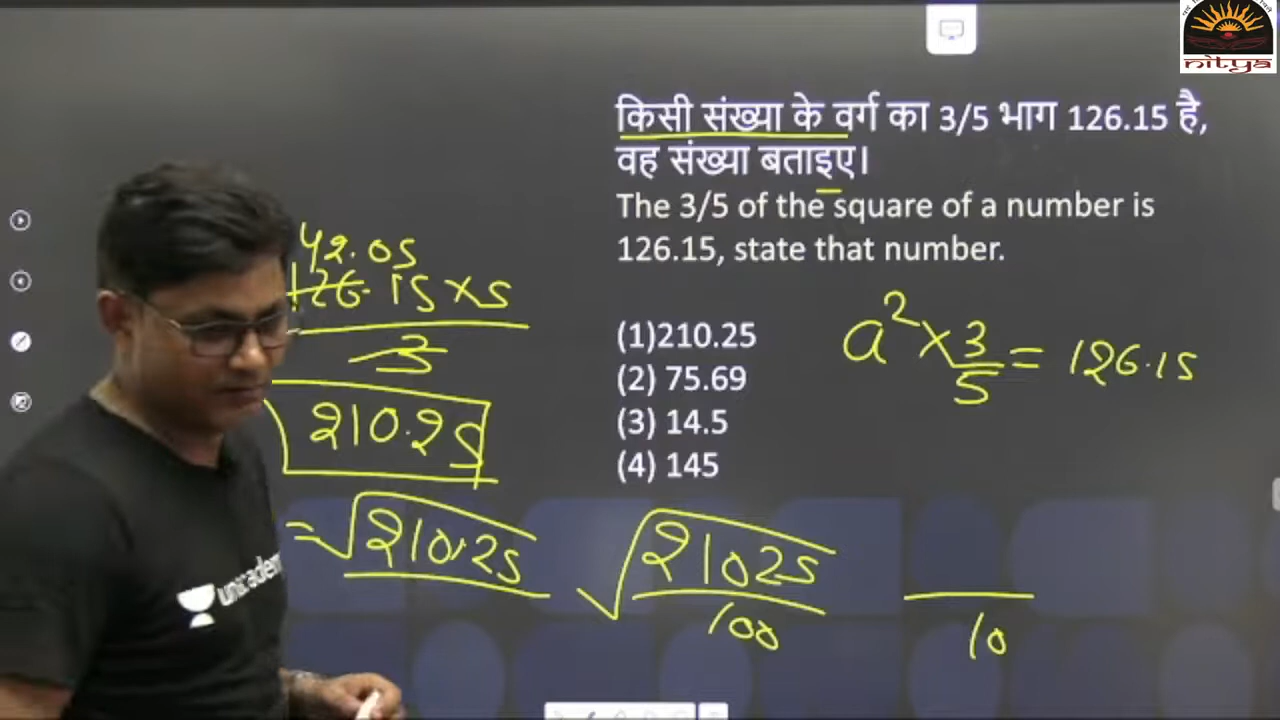 nitya
किसी संख्या के वर्ग का 3/5 भाग 126.15 है,
वह संख्या बताइए।
The 3/5 of the square of a number is
126.15, state that number.
42.05
126.15 × 5
3
210.25
= √210.25
(1)210.25
(2) 75.69
(3) 14.5
(4) 145
a² × 3/5 = 126.15
√21025
100
10
unacadem